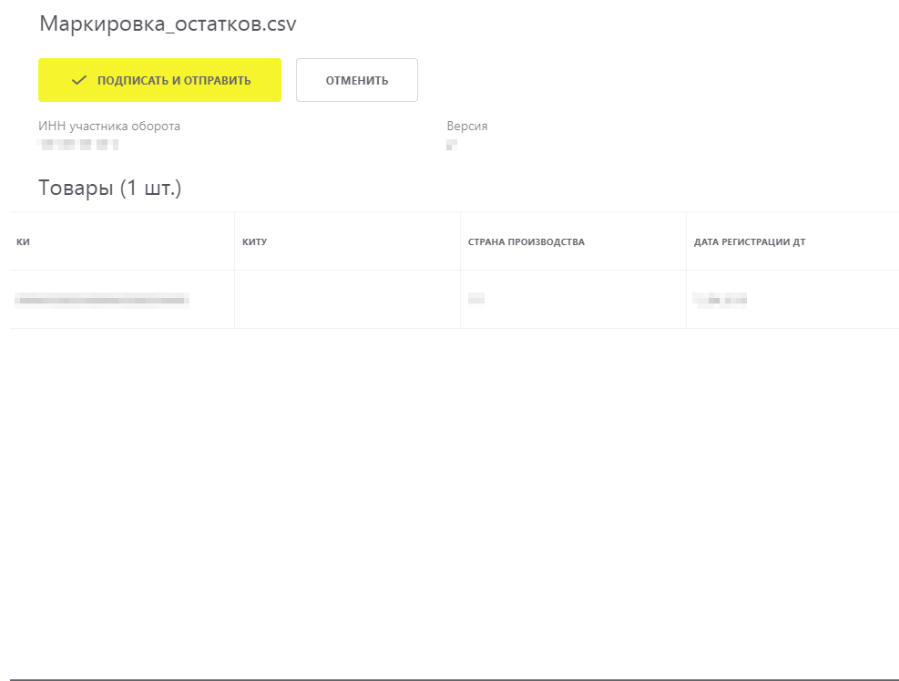 Маркировка_остатков.csv
ПОДПИСАТЬ И ОТПРАВИТЬ ОТМЕНИТЬ
ИНН участника оборота Версия
Товары (1 шт.)
КИ КИТУ СТРАНА ПРОИЗВОДСТВА ДАТА РЕГИСТРАЦИИ ДТ